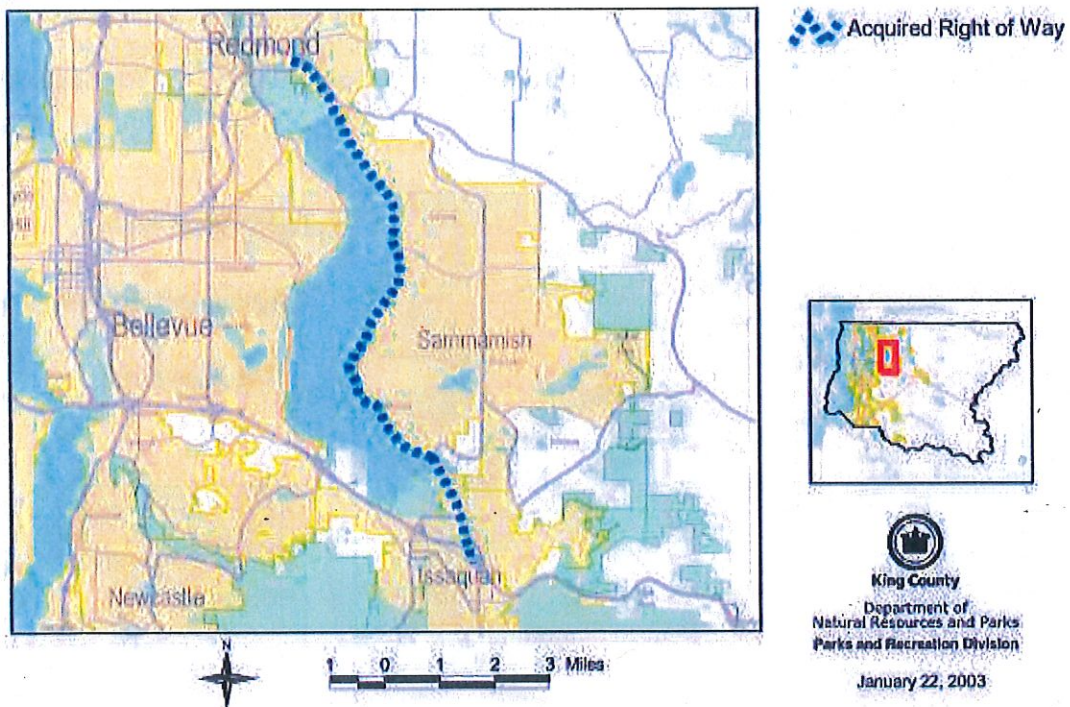 Redmond
Acquired Right of Way
Bellevue
Sammamish
Issaquah
Newcastle
N
1 0 1 2 3 Miles
King County
Department of
Natural Resources and Parks
Parks and Recreation Division
January 22, 2003